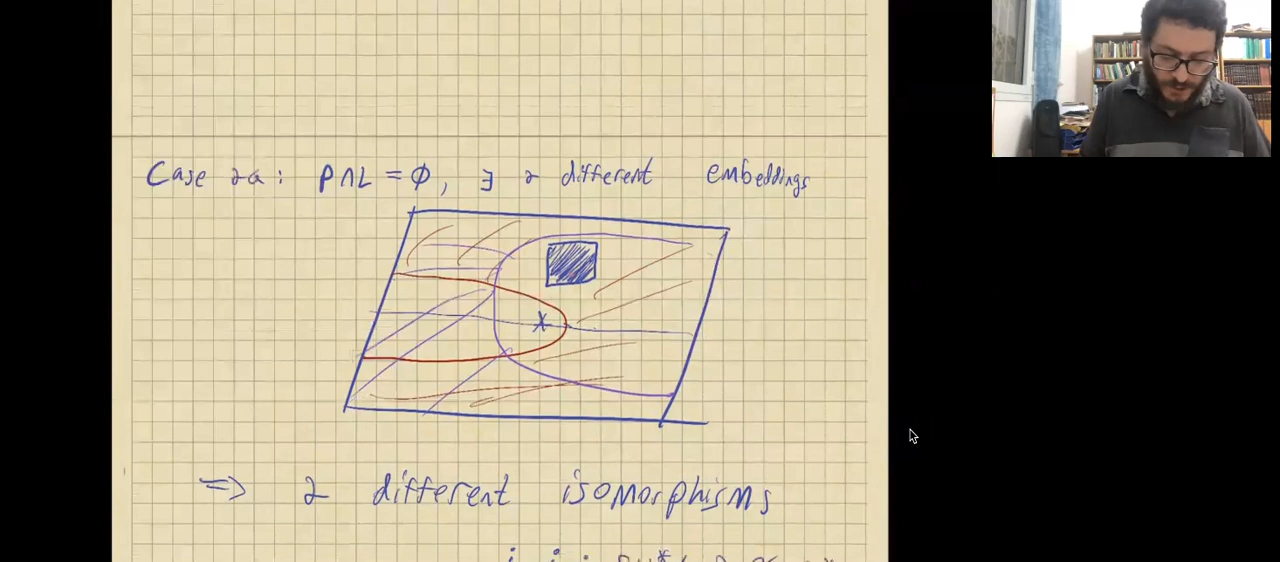 Case 2a: P∩L = ∅, ∃ 2 different embeddings
⇒ 2 different isomorphisms